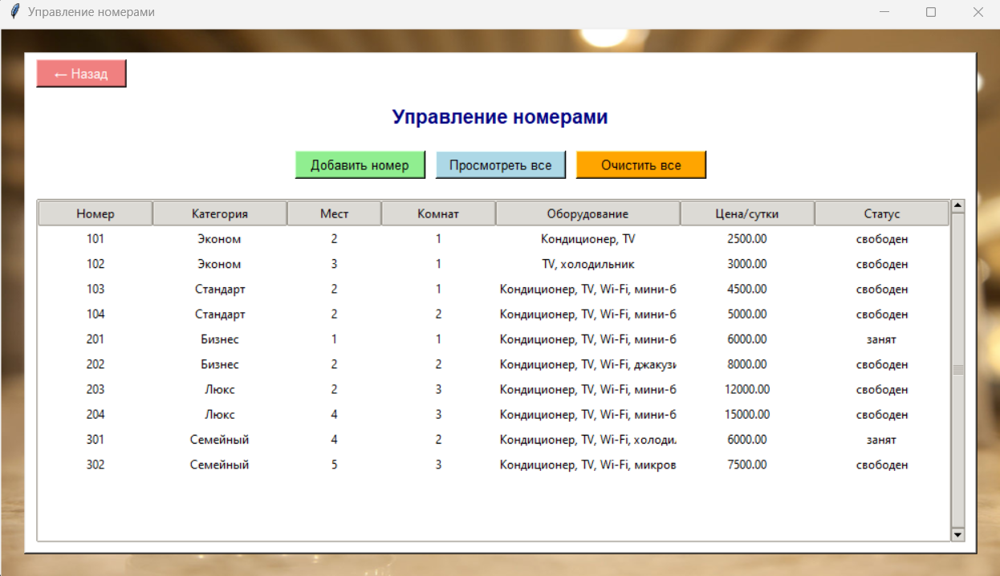 Управление номерами
← Назад
Управление номерами
Добавить номер Просмотреть все Очистить все
Номер Категория Мест Комнат Оборудование Цена/сутки Статус
101 Эконом 2 1 Кондиционер, TV 2500.00 свободен
102 Эконом 3 1 TV, холодильник 3000.00 свободен
103 Стандарт 2 1 Кондиционер, TV, Wi-Fi, мини-б 4500.00 свободен
104 Стандарт 2 2 Кондиционер, TV, Wi-Fi, мини-б 5000.00 свободен
201 Бизнес 1 1 Кондиционер, TV, Wi-Fi, мини-б 6000.00 занят
202 Бизнес 2 2 Кондиционер, TV, Wi-Fi, джакузи 8000.00 свободен
203 Люкс 2 3 Кондиционер, TV, Wi-Fi, мини-б 12000.00 свободен
204 Люкс 4 3 Кондиционер, TV, Wi-Fi, мини-б 15000.00 свободен
301 Семейный 4 2 Кондиционер, TV, Wi-Fi, холоди 6000.00 занят
302 Семейный 5 3 Кондиционер, TV, Wi-Fi, микров 7500.00 свободен